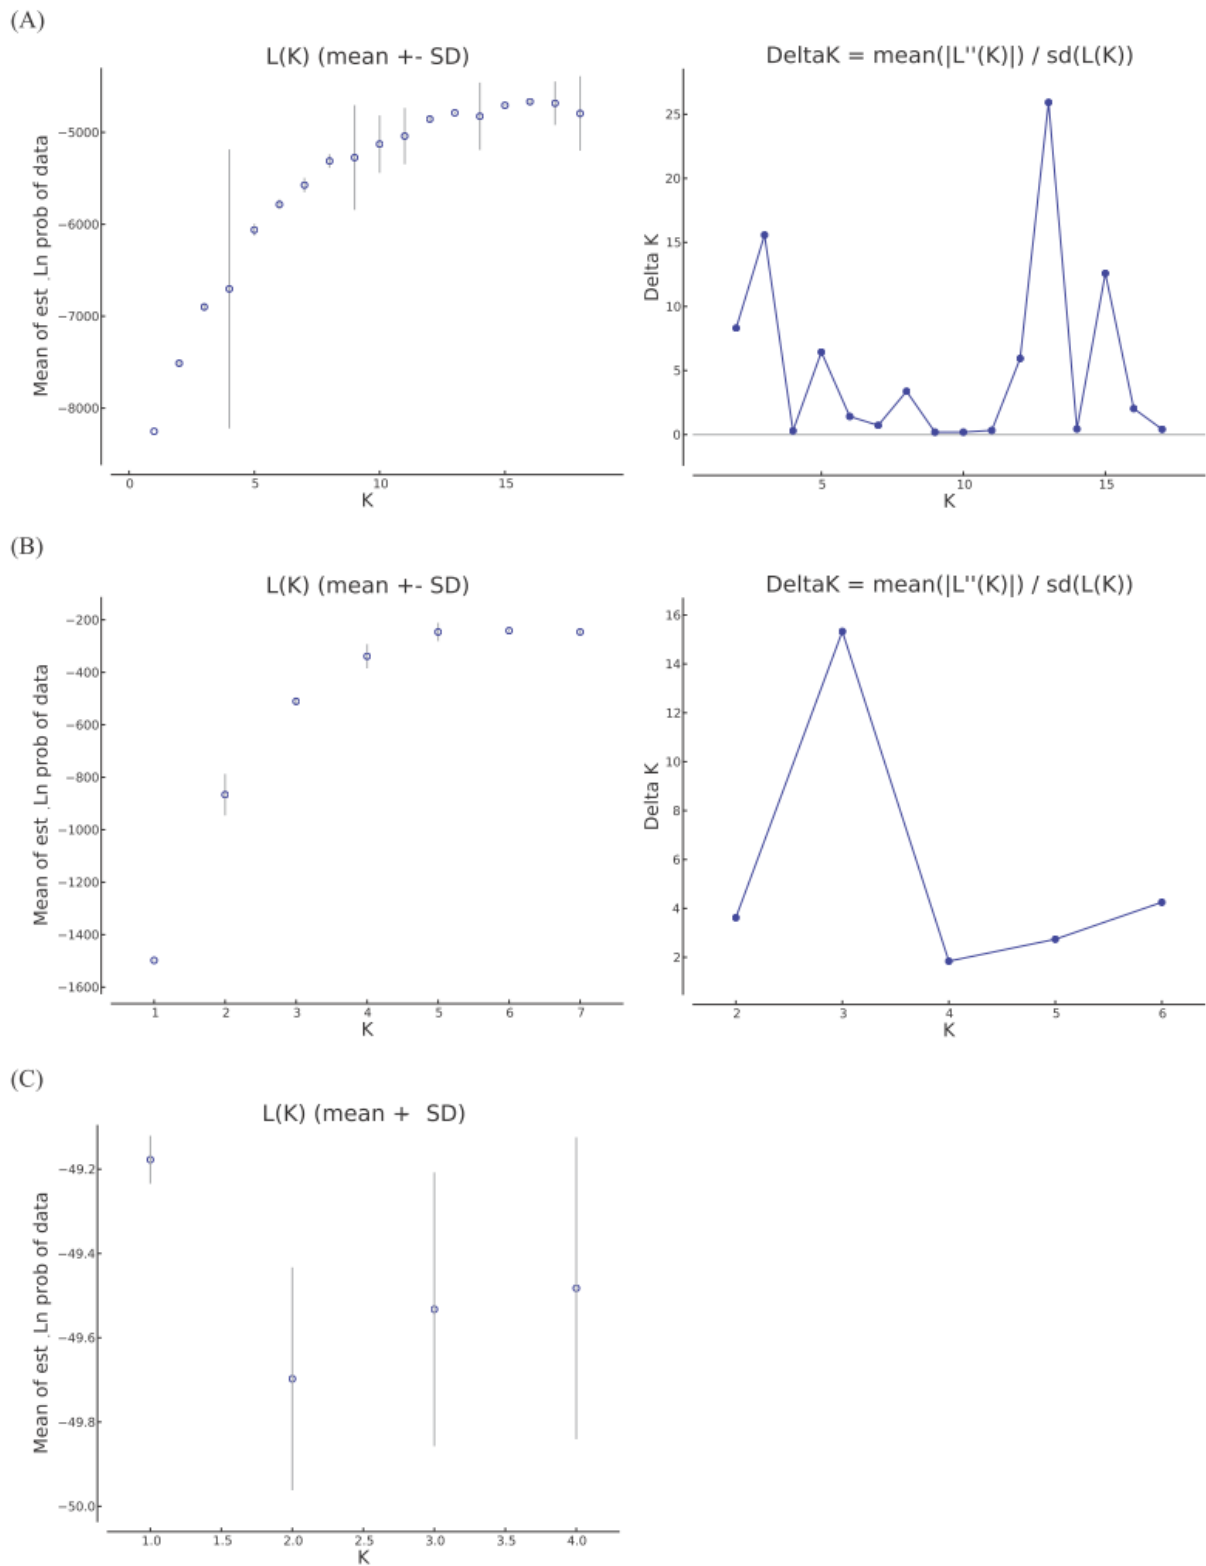 (A)
L(K) (mean +- SD)
Mean of est .Ln prob of data
−5000
−6000
−7000
−8000
0 5 10 15
K
DeltaK = mean(|L''(K)|) / sd(L(K))
Delta K
25
20
15
10
5
0
5 10 15
K
(B)
L(K) (mean +- SD)
Mean of est .Ln prob of data
−200
−400
−600
−800
−1000
−1200
−1400
−1600
1 2 3 4 5 6 7
K
DeltaK = mean(|L''(K)|) / sd(L(K))
Delta K
16
14
12
10
8
6
4
2
2 3 4 5 6
K
(C)
L(K) (mean + SD)
Mean of est .Ln prob of data
−49.2
−49.4
−49.6
−49.8
−50.0
1.0 1.5 2.0 2.5 3.0 3.5 4.0
K